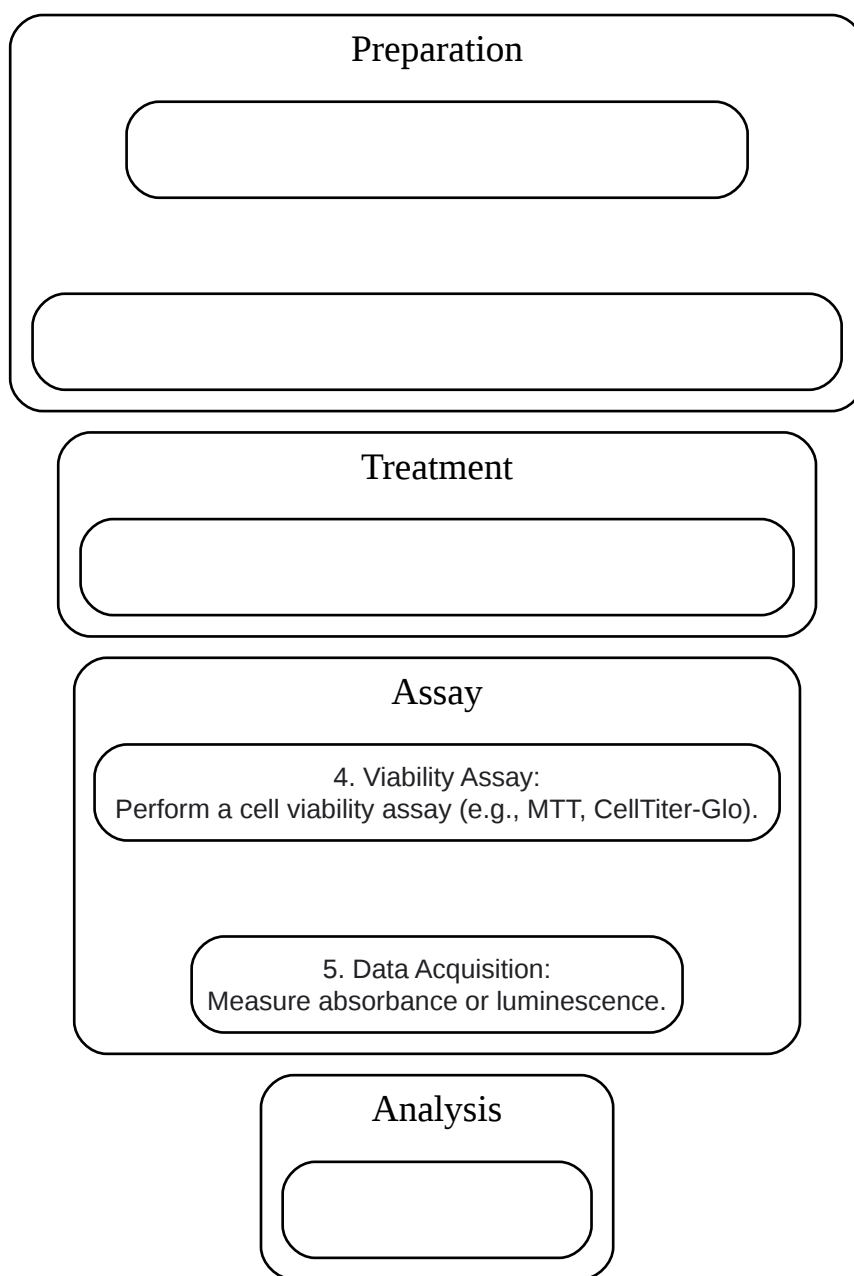 Preparation
Treatment
Assay
4. Viability Assay:
Perform a cell viability assay (e.g., MTT, CellTiter-Glo).
5. Data Acquisition:
Measure absorbance or luminescence.
Analysis